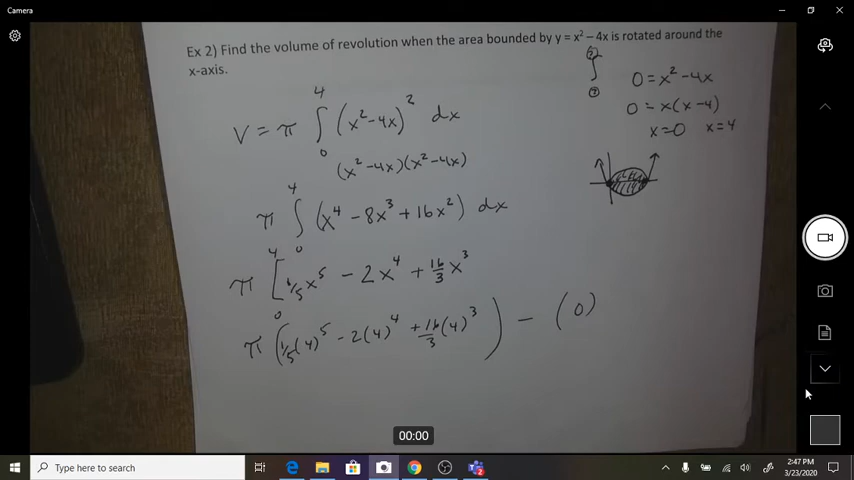 Camera
Ex 2) Find the volume of revolution when the area bounded by y = x² – 4x is rotated around the
x-axis.
V = π ∫₀⁴ (x² – 4x)² dx
(x² – 4x)(x² – 4x)
π ∫₀⁴ (x⁴ – 8x³ + 16x²) dx
π [₀⁴ 1/5 x⁵ – 2x⁴ + 16/3 x³
π (1/5 (4)⁵ – 2(4)⁴ + 16/3 (4)³) – (0)
0 = x² – 4x
0 = x(x – 4)
x = 0 x = 4
00:00
Type here to search
2:47 PM
3/23/2020